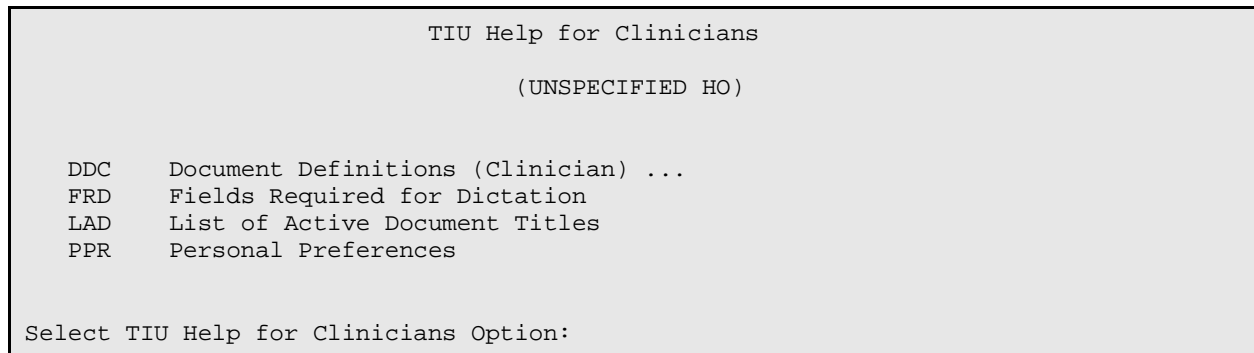 TIU Help for Clinicians
(UNSPECIFIED HO)
DDC Document Definitions (Clinician) ...
FRD Fields Required for Dictation
LAD List of Active Document Titles
PPR Personal Preferences
Select TIU Help for Clinicians Option: